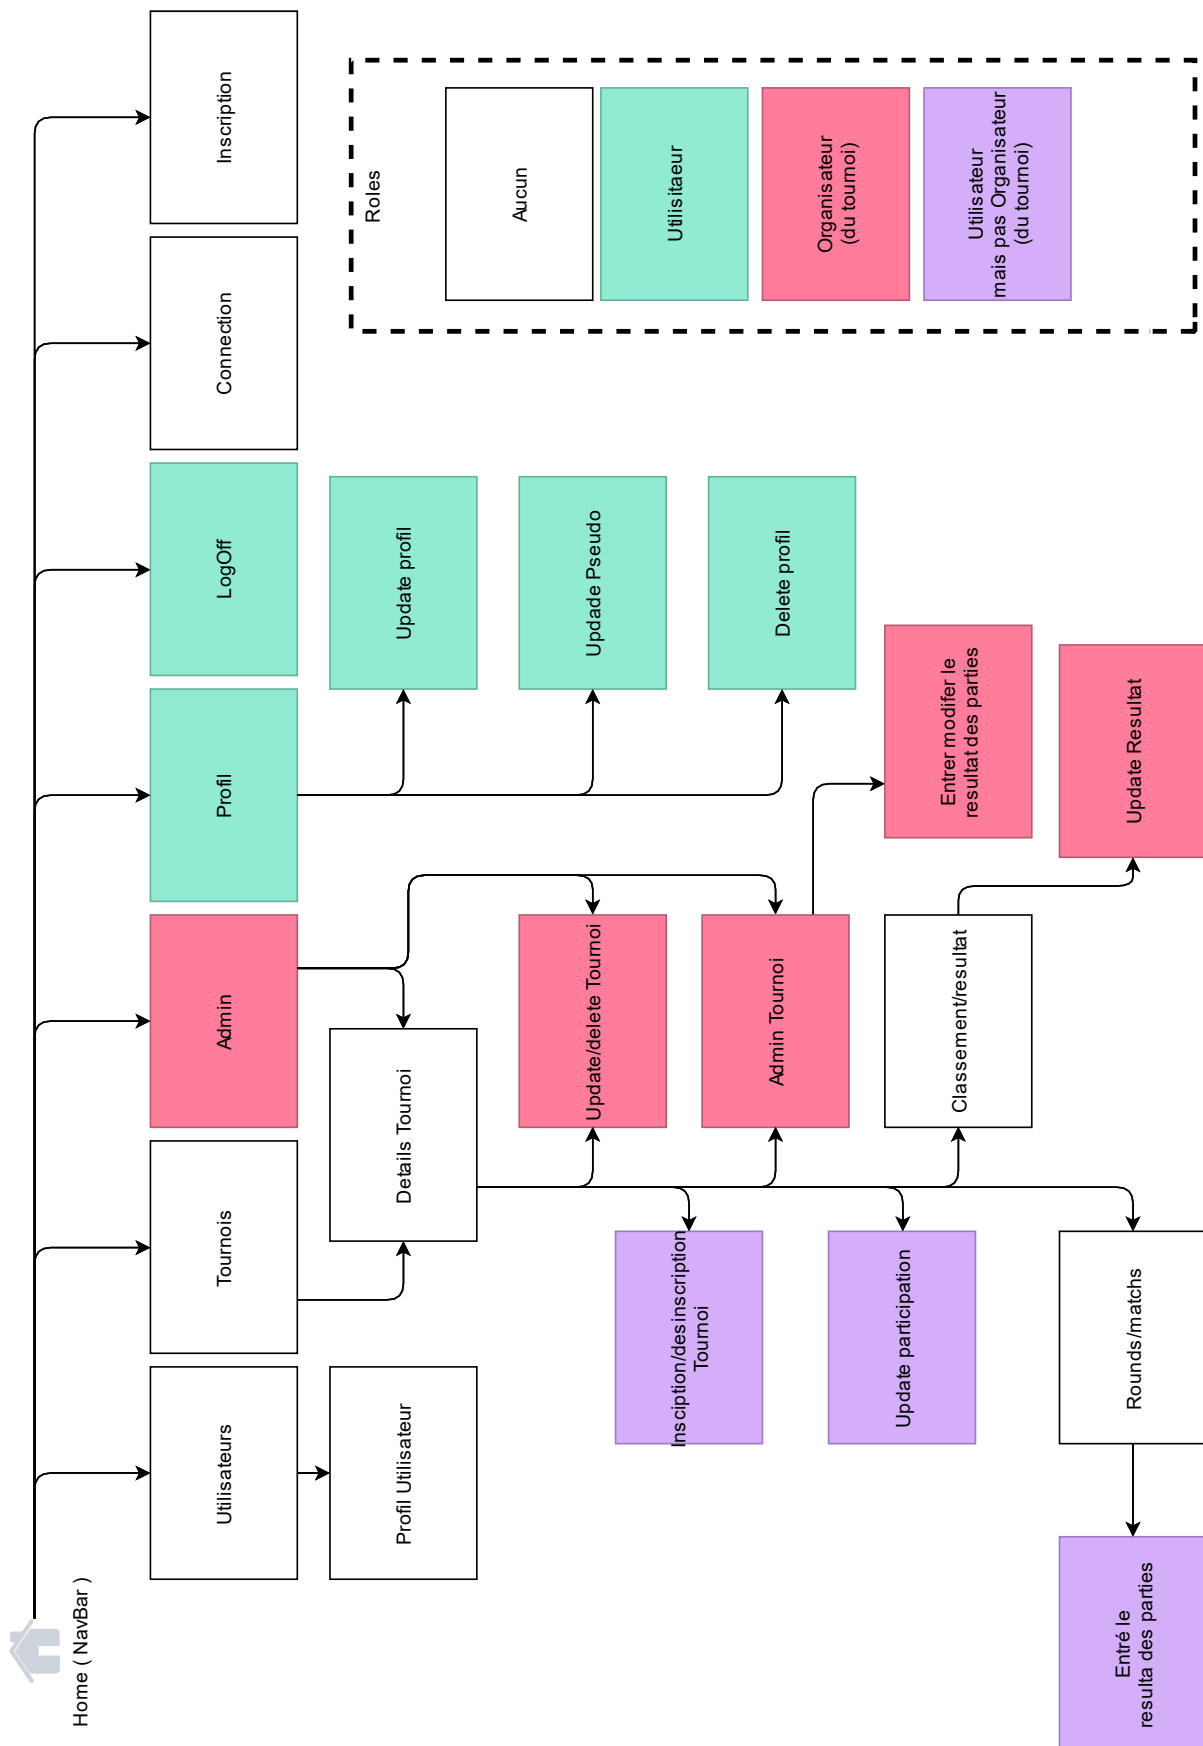 Home ( NavBar )
Utilisateurs
Tournois
Admin
Profil
LogOff
Connection
Inscription
Profil Utilisateur
Details Tournoi
Update profil
Updade Pseudo
Delete profil
Update/delete Tournoi
Admin Tournoi
Entrer modifer le
resultat des parties
Classement/resultat
Update Resultat
Insciption/desinscription
Tournoi
Update participation
Rounds/matchs
Entré le
resulta des parties
Roles
Aucun
Utilisitaeur
Organisateur
(du tournoi)
Utilisateur
mais pas Organisateur
(du tournoi)